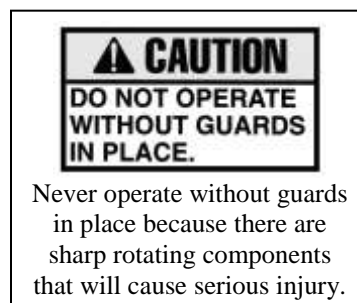 CAUTION
DO NOT OPERATE
WITHOUT GUARDS
IN PLACE.
Never operate without guards
in place because there are
sharp rotating components
that will cause serious injury.